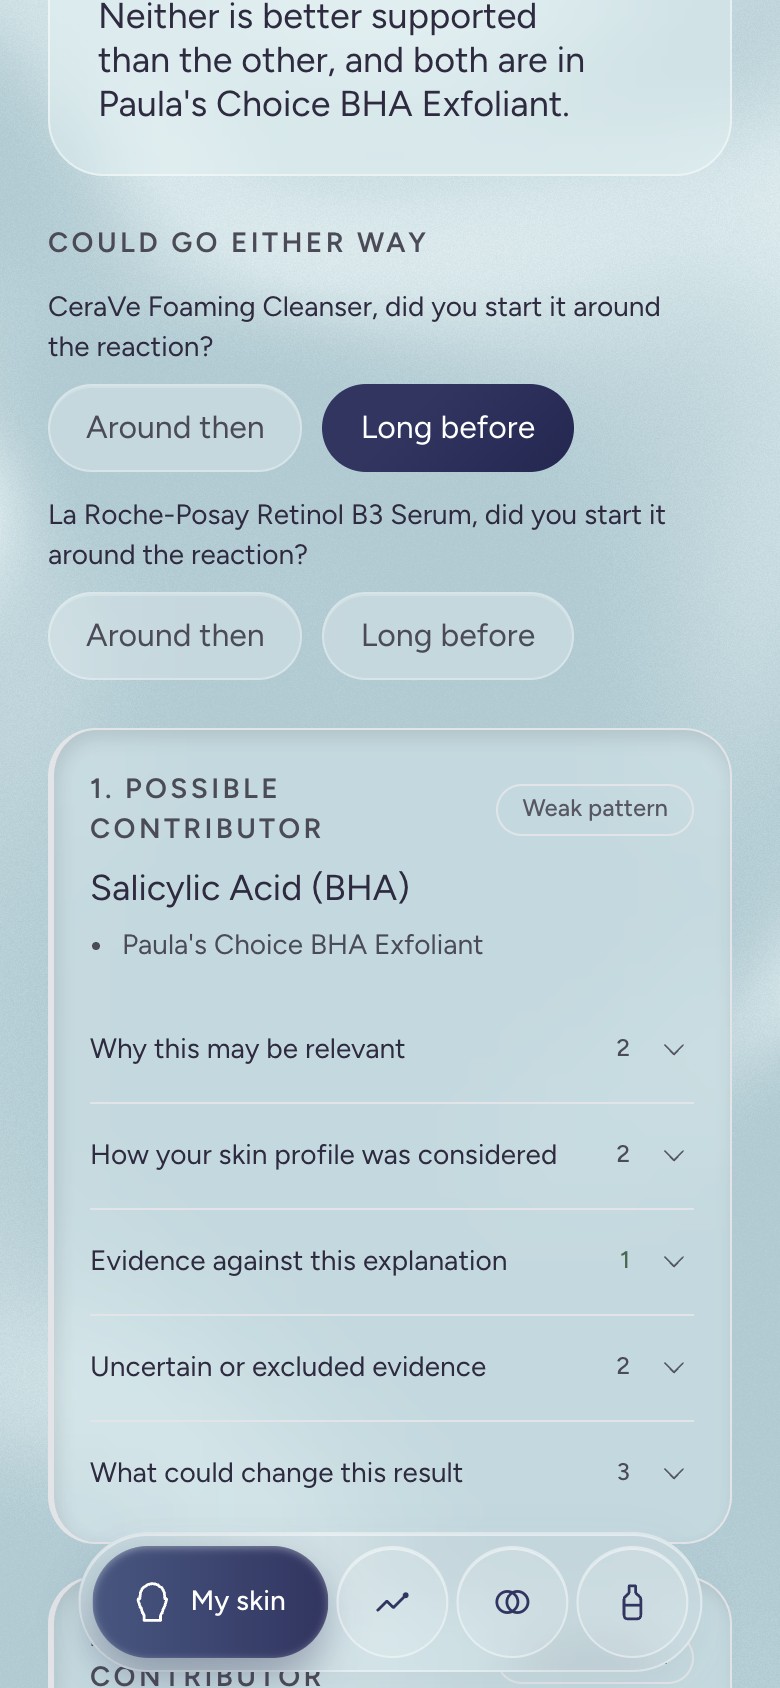 Neither is better supported
than the other, and both are in
Paula's Choice BHA Exfoliant.
COULD GO EITHER WAY
CeraVe Foaming Cleanser, did you start it around
the reaction?
Around then
Long before
La Roche-Posay Retinol B3 Serum, did you start it
around the reaction?
Around then
Long before
1. POSSIBLE
CONTRIBUTOR
Weak pattern
Salicylic Acid (BHA)
• Paula's Choice BHA Exfoliant
Why this may be relevant 2
How your skin profile was considered 2
Evidence against this explanation 1
Uncertain or excluded evidence 2
What could change this result 3
My skin
CONTRIBUTOR